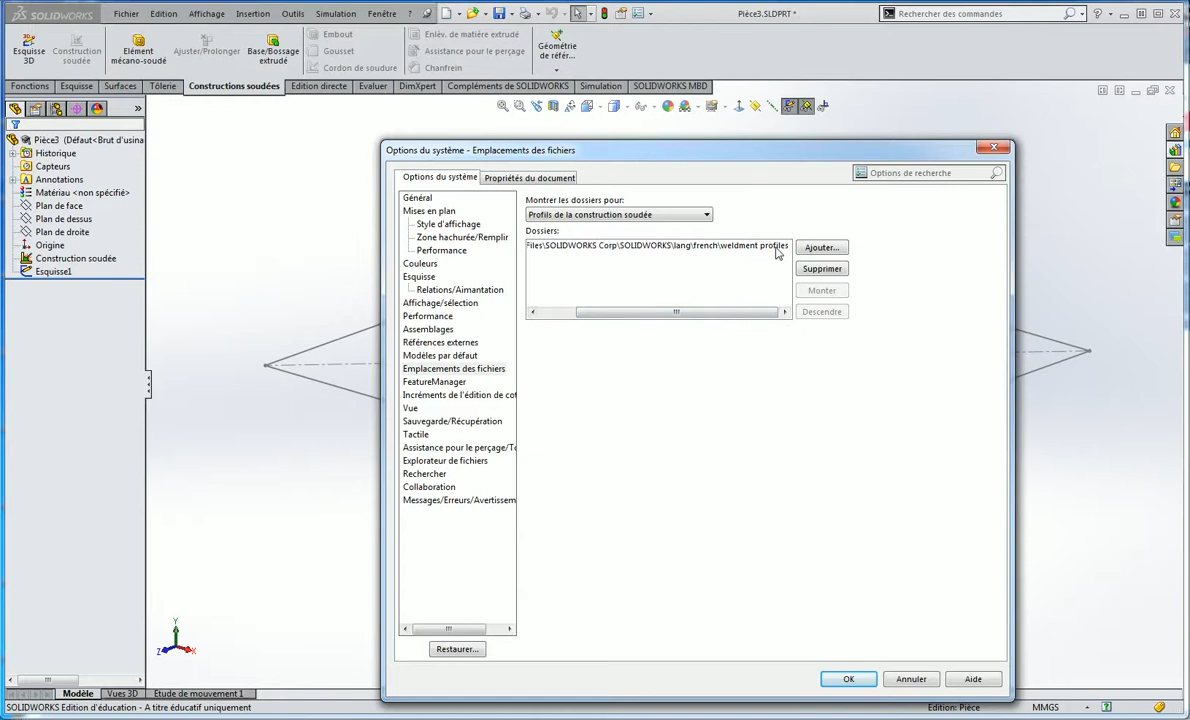 SOLIDWORKS
Fichier Edition Affichage Insertion Outils Simulation Fenêtre ?
Pièce3.SLDPRT *
Rechercher des commandes
Esquisse 3D
Construction soudée
Elément mécano-soudé
Ajuster/Prolonger
Base/Bossage extrudé
Embout
Gousset
Cordon de soudure
Enlèv. de matière extrudé
Assistance pour le perçage
Chanfrein
Géométrie de référ...
Fonctions Esquisse Surfaces Tôlerie Constructions soudées Edition directe Evaluer DimXpert Compléments de SOLIDWORKS Simulation SOLIDWORKS MBD
Pièce3 (Défaut<Brut d'usina
Historique
Capteurs
Annotations
Matériau <non spécifié>
Plan de face
Plan de dessus
Plan de droite
Origine
Construction soudée
Esquisse1
Options du système - Emplacements des fichiers
Options du système Propriétés du document
Options de recherche
Général
Mises en plan
Style d'affichage
Zone hachurée/Remplir
Performance
Couleurs
Esquisse
Relations/Aimantation
Affichage/sélection
Performance
Assemblages
Références externes
Modèles par défaut
Emplacements des fichiers
FeatureManager
Incréments de l'édition de cot
Vue
Sauvegarde/Récupération
Tactile
Assistance pour le perçage/To
Explorateur de fichiers
Rechercher
Collaboration
Messages/Erreurs/Avertissem
Restaurer...
Montrer les dossiers pour:
Profils de la construction soudée
Dossiers:
Files\SOLIDWORKS Corp\SOLIDWORKS\lang\french\weldment profiles
Ajouter...
Supprimer
Monter
Descendre
OK Annuler Aide
Y
Z
X
Modèle Vues 3D Etude de mouvement 1
SOLIDWORKS Edition d'éducation - A titre éducatif uniquement
Edition: Pièce
MMGS